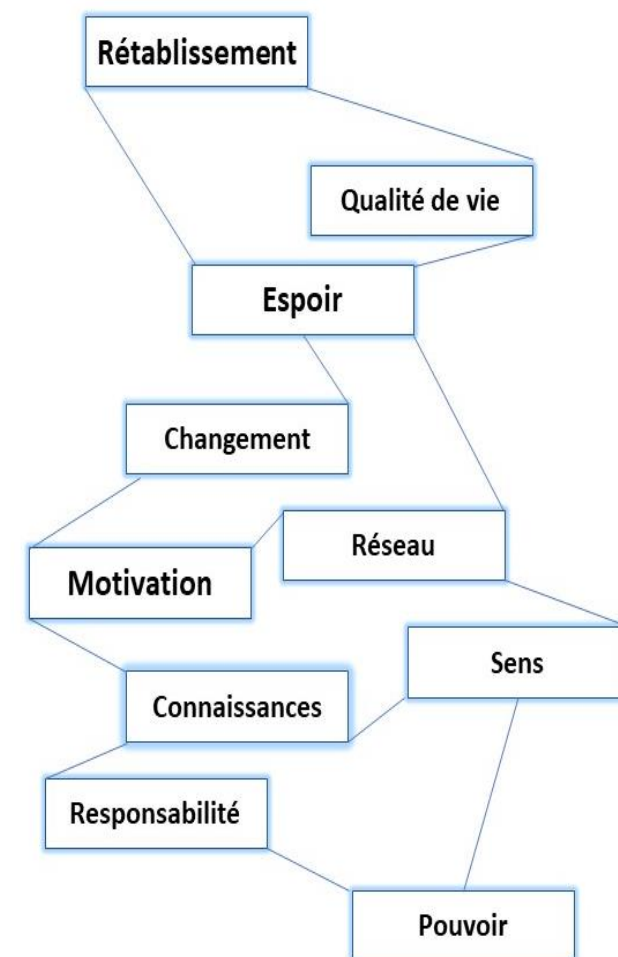 Rétablissement
Qualité de vie
Espoir
Changement
Réseau
Motivation
Sens
Connaissances
Responsabilité
Pouvoir